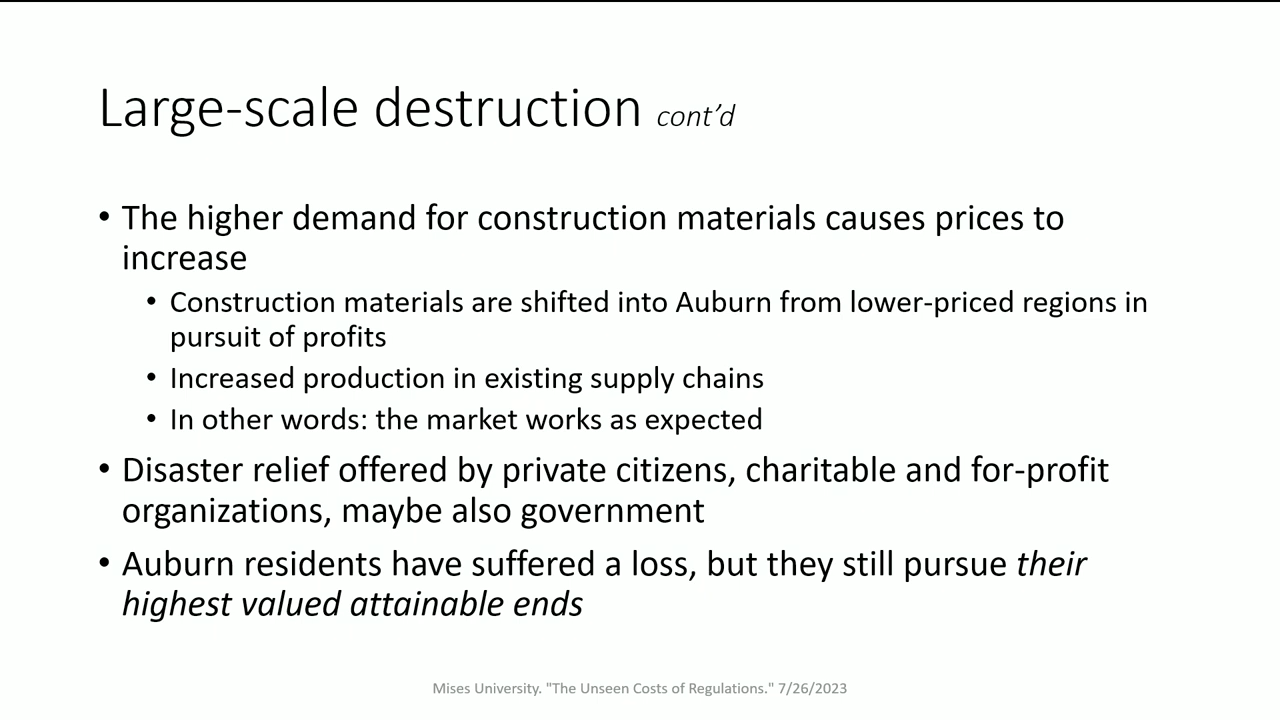 Large-scale destruction cont’d
• The higher demand for construction materials causes prices to
increase
• Construction materials are shifted into Auburn from lower-priced regions in
pursuit of profits
• Increased production in existing supply chains
• In other words: the market works as expected
• Disaster relief offered by private citizens, charitable and for-profit
organizations, maybe also government
• Auburn residents have suffered a loss, but they still pursue their
highest valued attainable ends
Mises University. "The Unseen Costs of Regulations." 7/26/2023